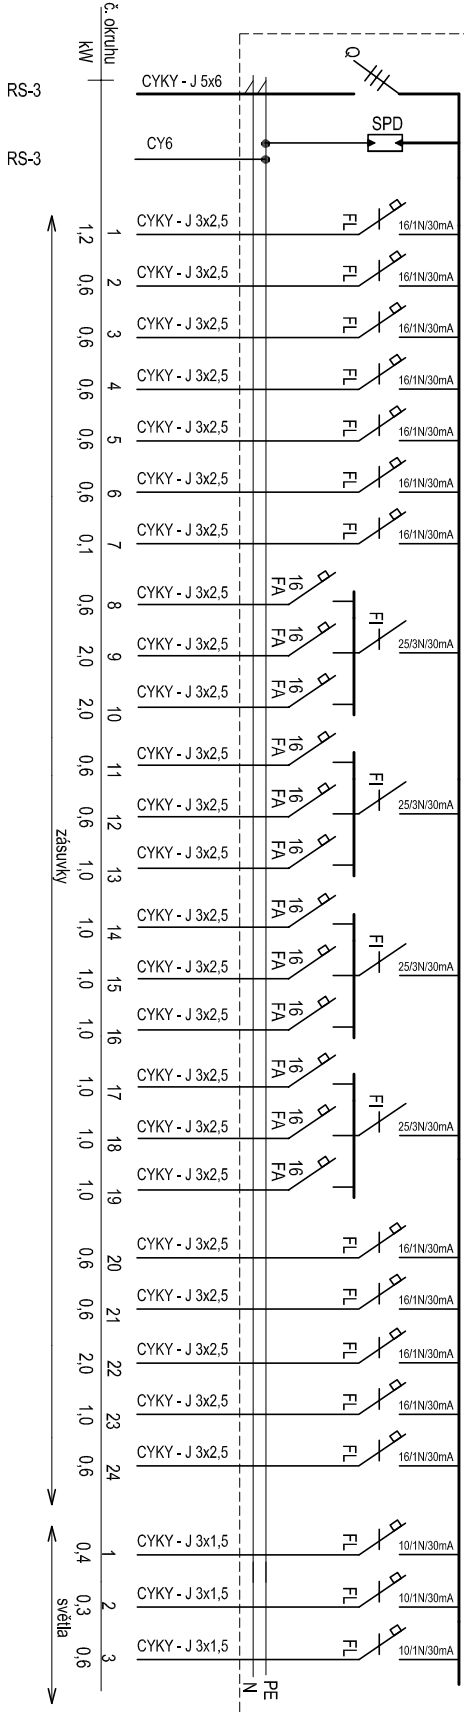 č. okruhu
kW
RS-3 CYKY - J 5x6 Q
SPD
RS-3 CY6
1,2 1 CYKY - J 3x2,5 FL 16/1N/30mA
0,6 2 CYKY - J 3x2,5 FL 16/1N/30mA
0,6 3 CYKY - J 3x2,5 FL 16/1N/30mA
0,6 4 CYKY - J 3x2,5 FL 16/1N/30mA
0,6 5 CYKY - J 3x2,5 FL 16/1N/30mA
0,6 6 CYKY - J 3x2,5 FL 16/1N/30mA
0,1 7 CYKY - J 3x2,5 FL 16/1N/30mA
0,6 8 CYKY - J 3x2,5 FA 16
2,0 9 CYKY - J 3x2,5 FA 16 FI 25/3N/30mA
2,0 10 CYKY - J 3x2,5 FA 16
0,6 11 CYKY - J 3x2,5 FA 16
0,6 12 CYKY - J 3x2,5 FA 16 FI 25/3N/30mA
zásuvky
1,0 13 CYKY - J 3x2,5 FA 16
1,0 14 CYKY - J 3x2,5 FA 16
1,0 15 CYKY - J 3x2,5 FA 16 FI 25/3N/30mA
1,0 16 CYKY - J 3x2,5 FA 16
1,0 17 CYKY - J 3x2,5 FA 16
1,0 18 CYKY - J 3x2,5 FA 16 FI 25/3N/30mA
1,0 19 CYKY - J 3x2,5 FA 16
0,6 20 CYKY - J 3x2,5 FL 16/1N/30mA
0,6 21 CYKY - J 3x2,5 FL 16/1N/30mA
2,0 22 CYKY - J 3x2,5 FL 16/1N/30mA
1,0 23 CYKY - J 3x2,5 FL 16/1N/30mA
0,6 24 CYKY - J 3x2,5 FL 16/1N/30mA
0,4 1 CYKY - J 3x1,5 FL 10/1N/30mA
světla 0,3 2 CYKY - J 3x1,5 FL 10/1N/30mA
0,6 3 CYKY - J 3x1,5 FL 10/1N/30mA
N PE